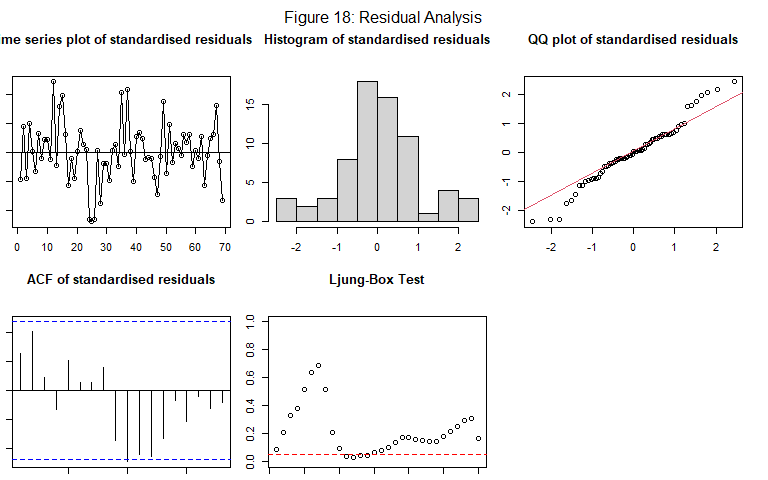 Figure 18: Residual Analysis
ime series plot of standardised residuals
Histogram of standardised residuals
QQ plot of standardised residuals
0 10 20 30 40 50 60 70
0 5 10 15
-2 -1 0 1 2
-2 -1 0 1 2
-2 -1 0 1 2
ACF of standardised residuals
Ljung-Box Test
0.0 0.2 0.4 0.6 0.8 1.0